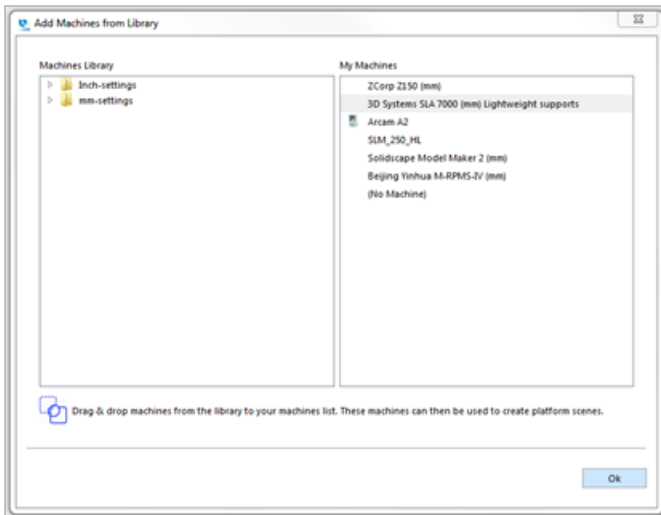 Add Machines from Library
Machines Library
My Machines
Inch-settings
mm-settings
ZCorp Z150 (mm)
3D Systems SLA 7000 (mm) Lightweight supports
Arcam A2
SLM_250_HL
Solidscape Model Maker 2 (mm)
Beijing Yinhua M-RPMS-IV (mm)
(No Machine)
Drag & drop machines from the library to your machines list. These machines can then be used to create platform scenes.
Ok